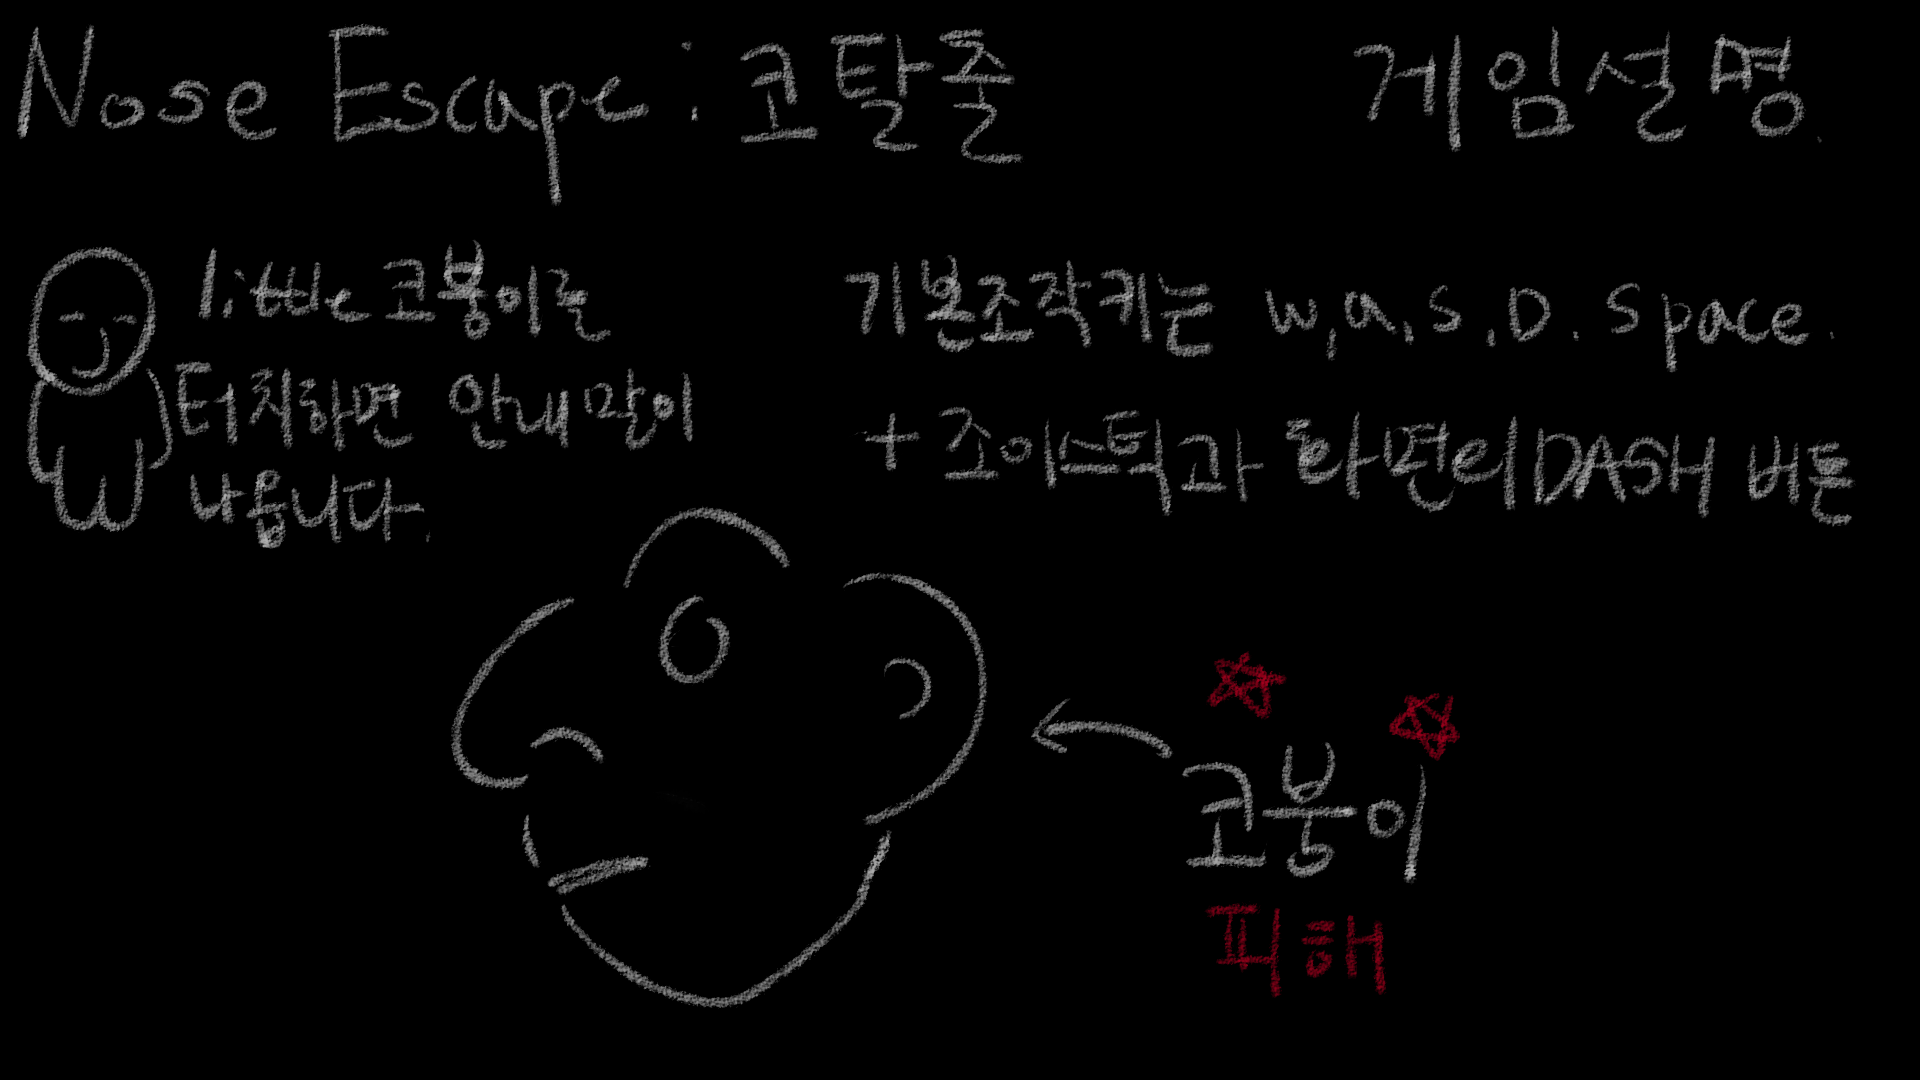 Nose Escape : 코탈출
게임설명.
little 코봉이를
터치하면 안내말이
나옵니다.
기본조작키는 w,a,s,D. space.
+ 조이스틱과 화면의 DASH 버튼
코봉이
피해